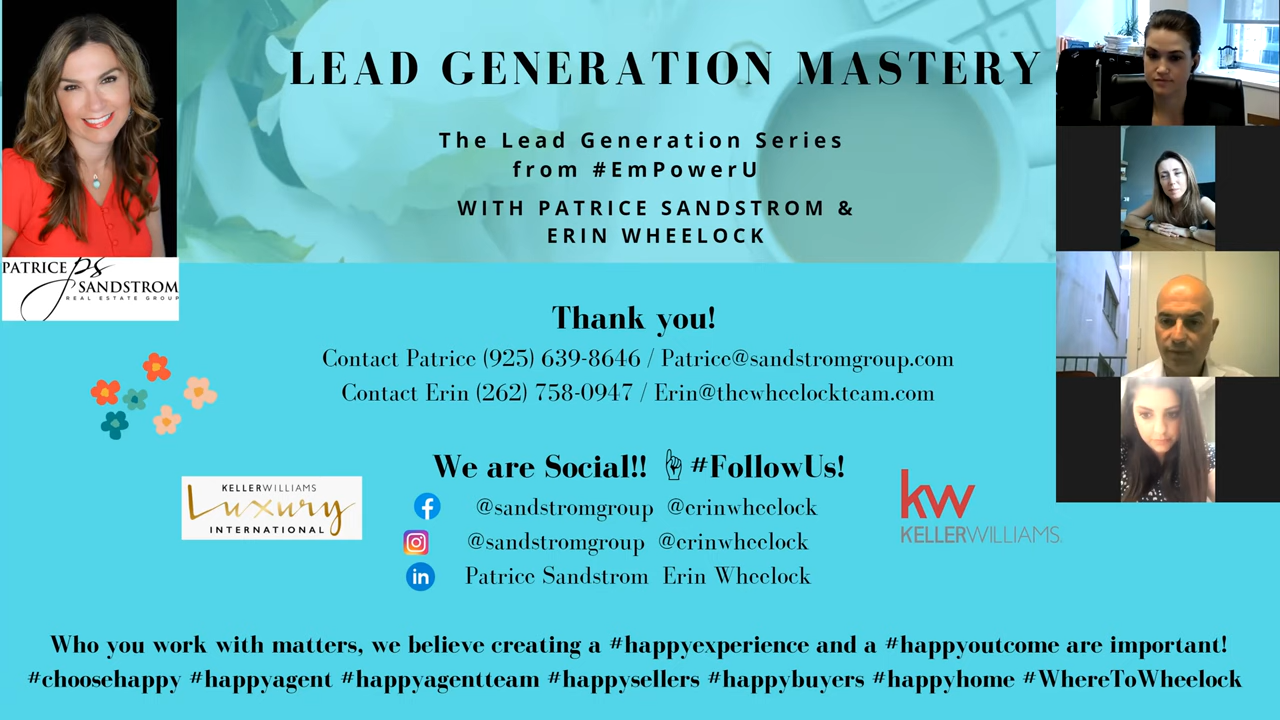 LEAD GENERATION MASTERY
The Lead Generation Series
from #EmPowerU
WITH PATRICE SANDSTROM &
ERIN WHEELOCK
PATRICE ps
SANDSTROM
REAL ESTATE GROUP
Thank you!
Contact Patrice (925) 639-8646 / Patrice@sandstromgroup.com
Contact Erin (262) 758-0947 / Erin@thewheelockteam.com
We are Social!! ☝ #FollowUs!
@sandstromgroup @erinwheelock
@sandstromgroup @erinwheelock
in Patrice Sandstrom Erin Wheelock
KELLERWILLIAMS
Luxury
INTERNATIONAL
kw
KELLERWILLIAMS.
Who you work with matters, we believe creating a #happyexperience and a #happyoutcome are important!
#choosehappy #happyagent #happyagentteam #happysellers #happybuyers #happyhome #WhereToWheelock